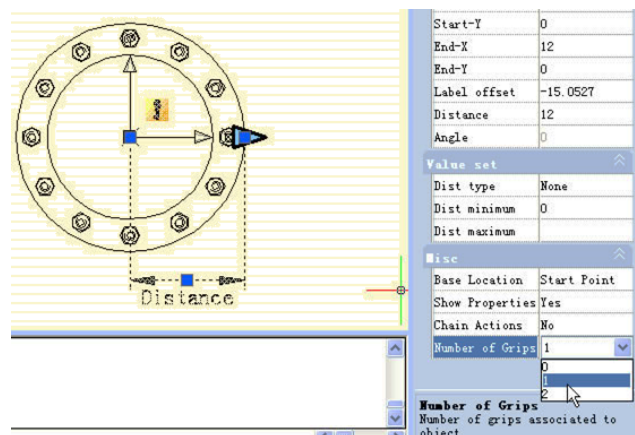 Distance
Start-Y 0
End-X 12
End-Y 0
Label offset -15.0527
Distance 12
Angle 0
Value set
Dist type None
Dist minimum 0
Dist maximum
Misc
Base Location Start Point
Show Properties Yes
Chain Actions No
Number of Grips 1
0
1
2
Number of Grips
Number of grips associated to
object